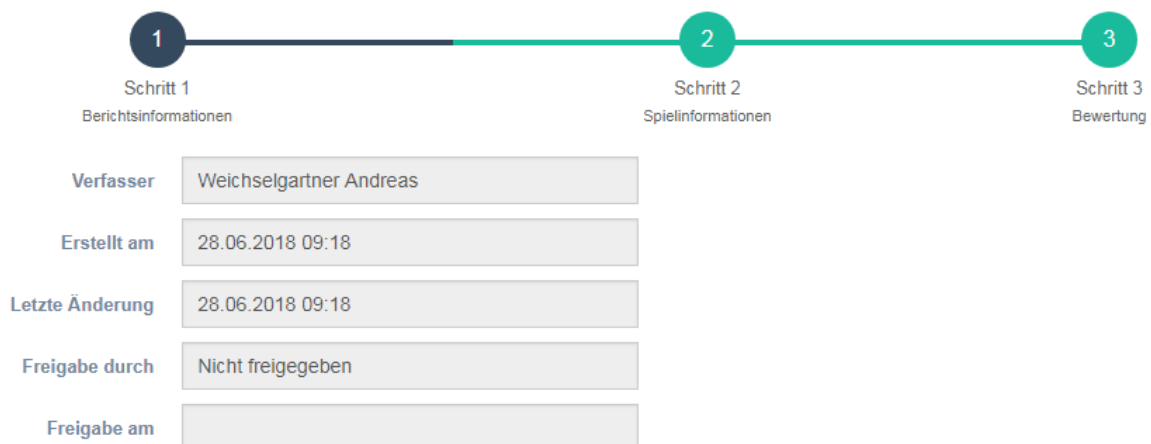 1 2 3
Schritt 1 Schritt 2 Schritt 3
Berichtsinformationen Spielinformationen Bewertung
Verfasser Weichselgartner Andreas
Erstellt am 28.06.2018 09:18
Letzte Änderung 28.06.2018 09:18
Freigabe durch Nicht freigegeben
Freigabe am